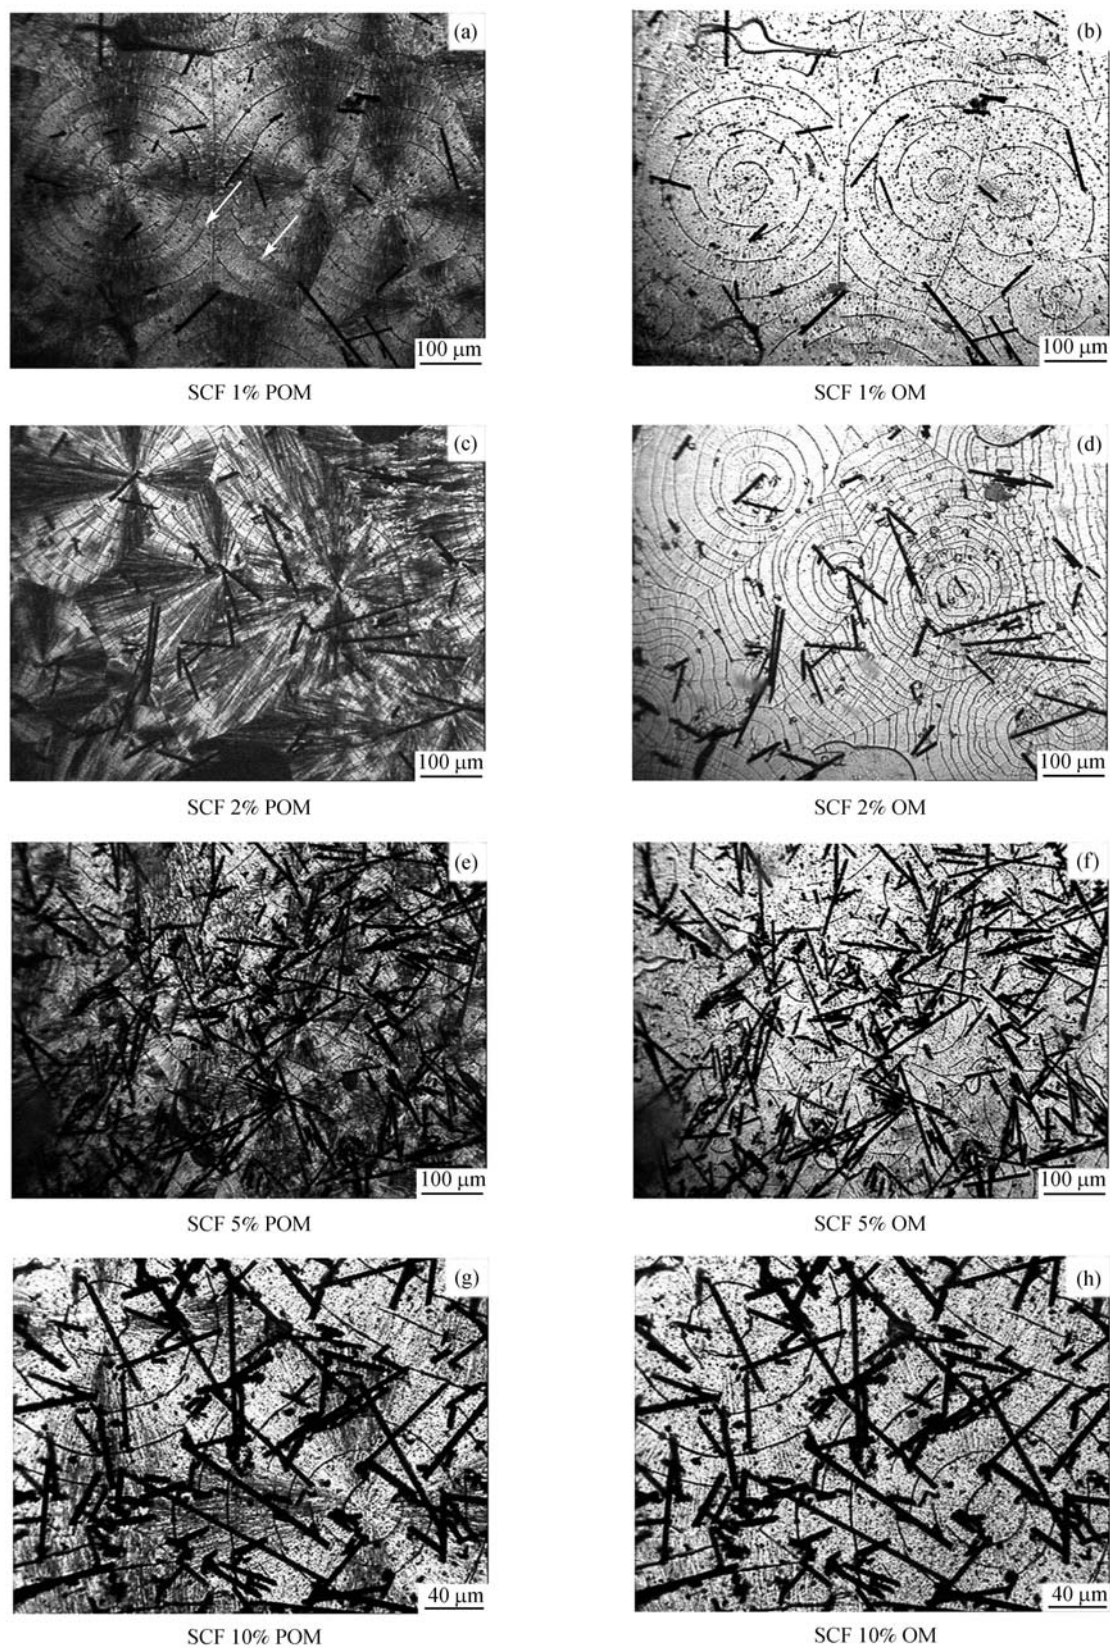 (a)
(b)
100 μm
100 μm
SCF 1% POM
SCF 1% OM
(c)
(d)
100 μm
100 μm
SCF 2% POM
SCF 2% OM
(e)
(f)
100 μm
100 μm
SCF 5% POM
SCF 5% OM
(g)
(h)
40 μm
40 μm
SCF 10% POM
SCF 10% OM